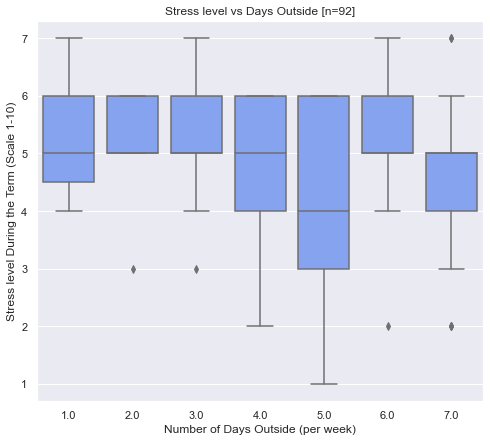 Stress level vs Days Outside [n=92]
Stress level During the Term (Scale 1-10)
7
6
5
4
3
2
1
1.0 2.0 3.0 4.0 5.0 6.0 7.0
Number of Days Outside (per week)